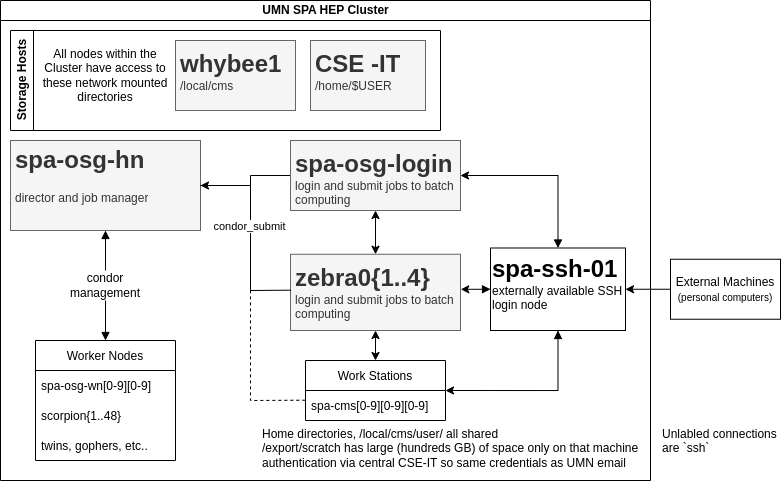 UMN SPA HEP Cluster
Storage Hosts
All nodes within the
Cluster have access to
these network mounted
directories
whybee1
/local/cms
CSE -IT
/home/$USER
spa-osg-hn
director and job manager
spa-osg-login
login and submit jobs to batch
computing
condor_submit
zebra0{1..4}
login and submit jobs to batch
computing
spa-ssh-01
externally available SSH
login node
External Machines
(personal computers)
condor
management
Worker Nodes
spa-osg-wn[0-9][0-9]
scorpion{1..48}
twins, gophers, etc..
Work Stations
spa-cms[0-9][0-9][0-9]
Home directories, /local/cms/user/ all shared
/export/scratch has large (hundreds GB) of space only on that machine
authentication via central CSE-IT so same credentials as UMN email
Unlabled connections
are `ssh`